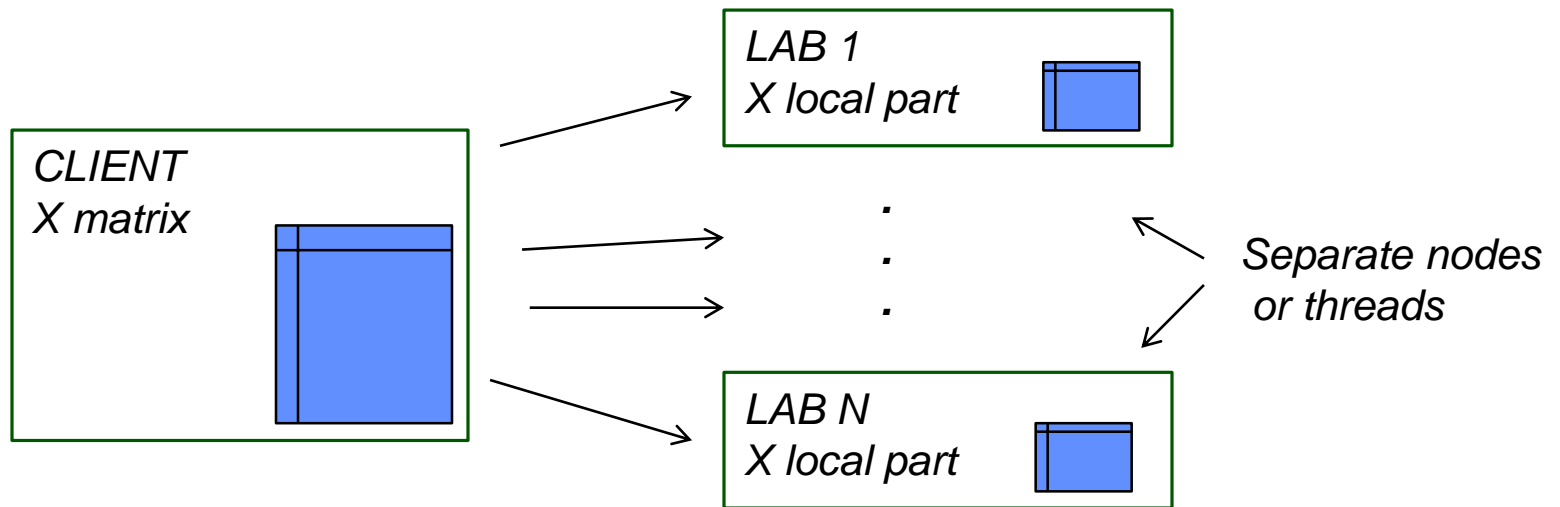 CLIENT
X matrix
LAB 1
X local part
.
.
.
LAB N
X local part
Separate nodes
or threads